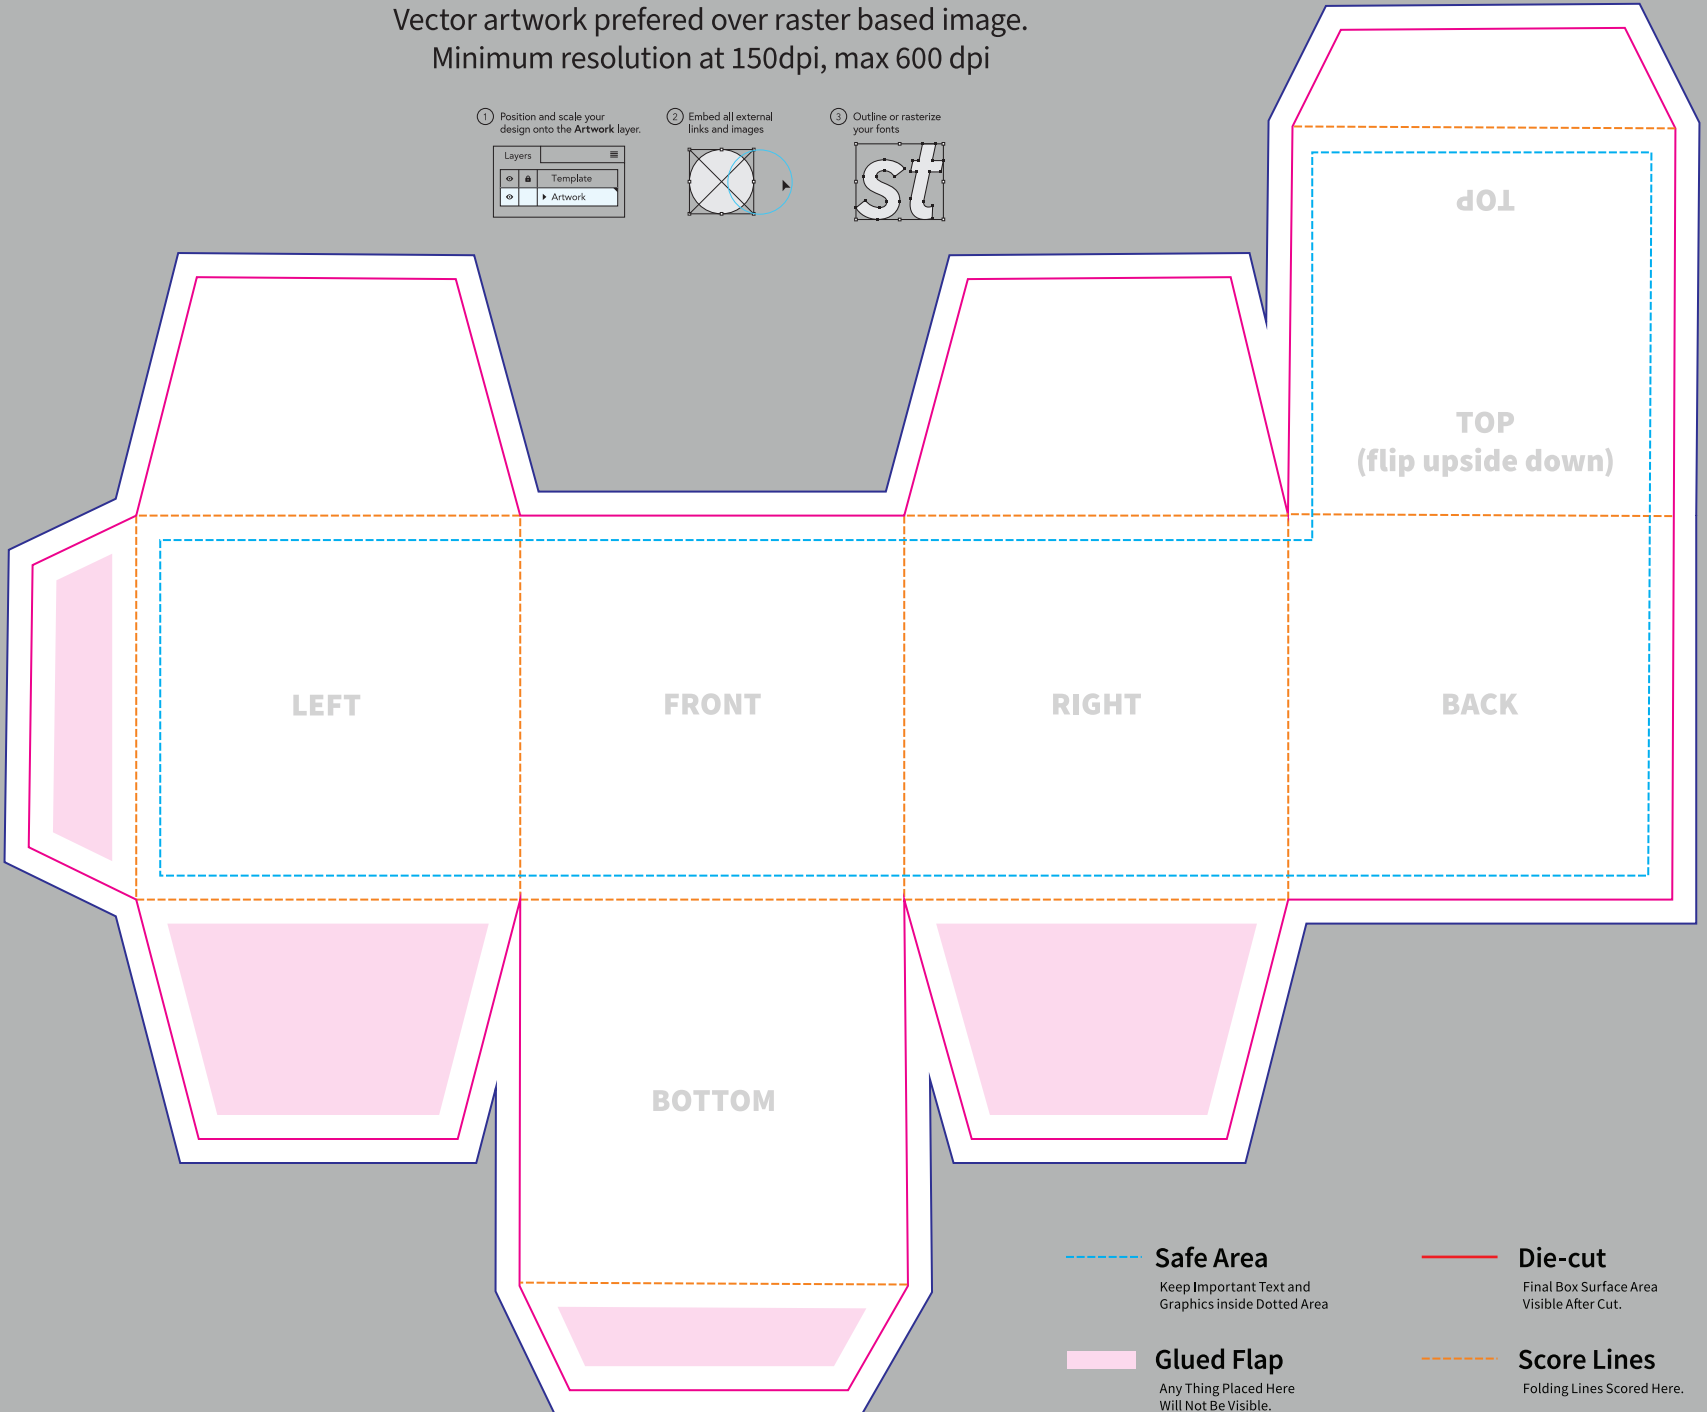 Vector artwork prefered over raster based image.
Minimum resolution at 150dpi, max 600 dpi
1 Position and scale your
design onto the Artwork layer.
2 Embed all external
links and images
3 Outline or rasterize
your fonts
Layers
Template
Artwork
st
TOP
TOP
(flip upside down)
LEFT
FRONT
RIGHT
BACK
BOTTOM
Safe Area
Keep Important Text and
Graphics inside Dotted Area
Die-cut
Final Box Surface Area
Visible After Cut.
Glued Flap
Any Thing Placed Here
Will Not Be Visible.
Score Lines
Folding Lines Scored Here.